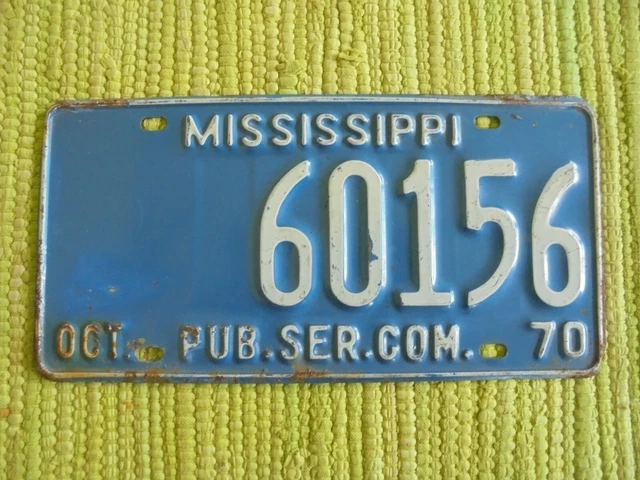 MISSISSIPPI
60156
OCT. PUB.SER.COM. 70